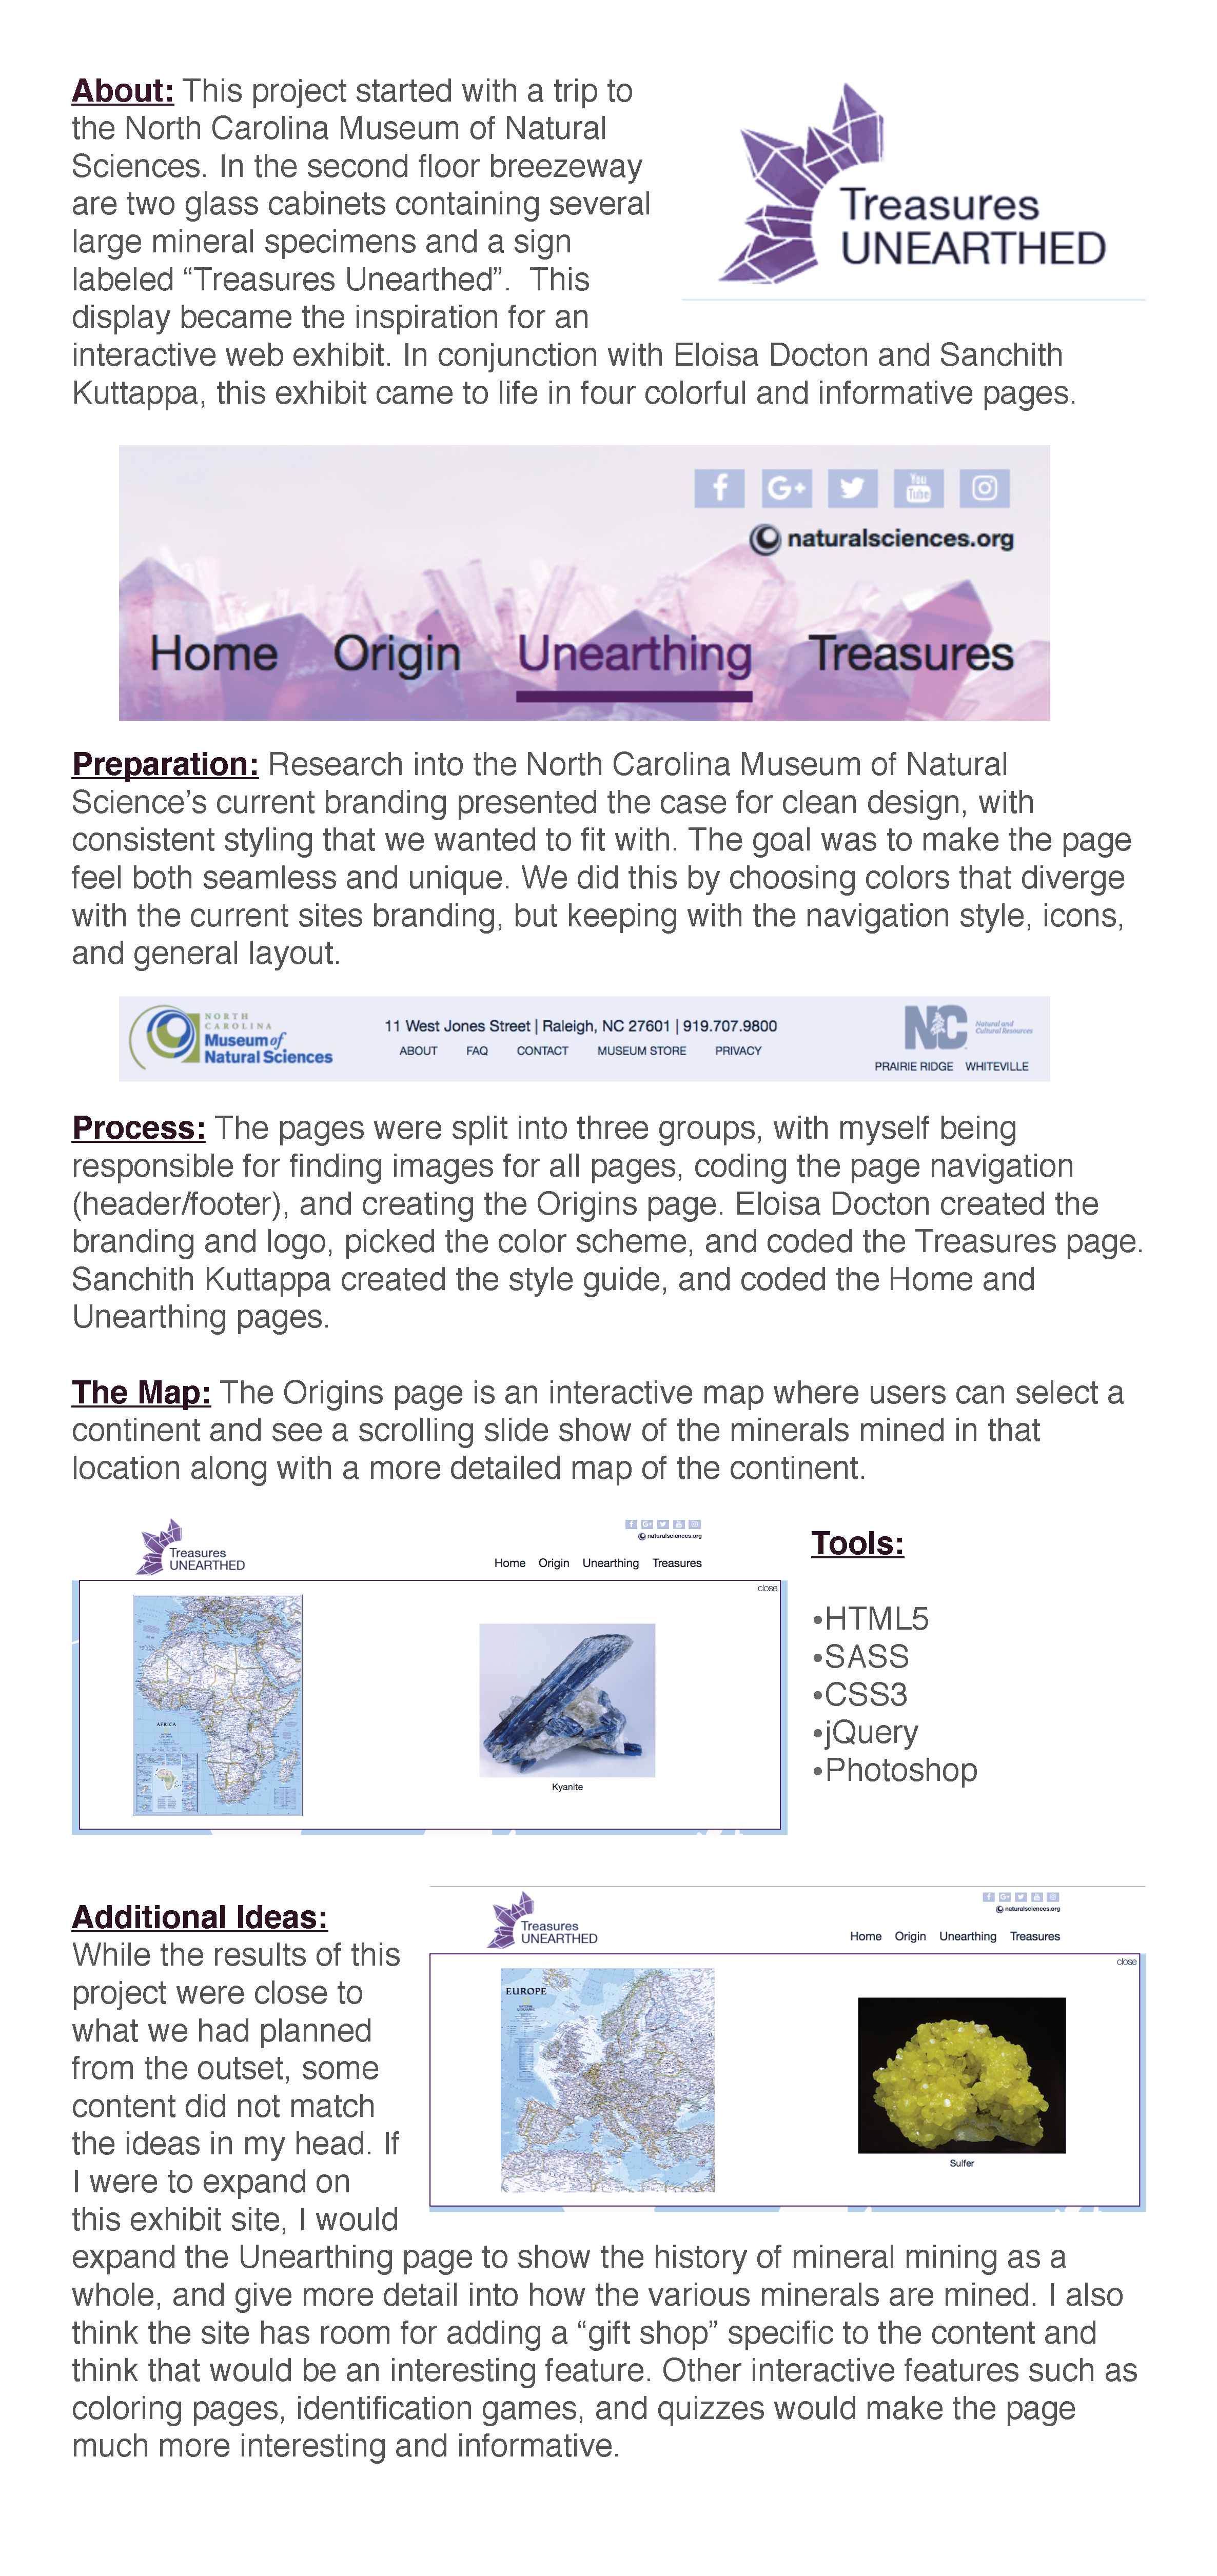 About: This project started with a trip to
the North Carolina Museum of Natural
Sciences. In the second floor breezeway
are two glass cabinets containing several
large mineral specimens and a sign
labeled “Treasures Unearthed”.  This
display became the inspiration for an
interactive web exhibit. In conjunction with Eloisa Docton and Sanchith
Kuttappa, this exhibit came to life in four colorful and informative pages.
Treasures
UNEARTHED
f G+ You Tube
naturalsciences.org
Home Origin Unearthing Treasures
Preparation: Research into the North Carolina Museum of Natural
Science’s current branding presented the case for clean design, with
consistent styling that we wanted to fit with. The goal was to make the page
feel both seamless and unique. We did this by choosing colors that diverge
with the current sites branding, but keeping with the navigation style, icons,
and general layout.
NORTH
CAROLINA
Museum of
Natural Sciences
11 West Jones Street | Raleigh, NC 27601 | 919.707.9800
ABOUT FAQ CONTACT MUSEUM STORE PRIVACY
NC
Natural and
Cultural Resources
PRAIRIE RIDGE WHITEVILLE
Process: The pages were split into three groups, with myself being
responsible for finding images for all pages, coding the page navigation
(header/footer), and creating the Origins page. Eloisa Docton created the
branding and logo, picked the color scheme, and coded the Treasures page.
Sanchith Kuttappa created the style guide, and coded the Home and
Unearthing pages.
The Map: The Origins page is an interactive map where users can select a
continent and see a scrolling slide show of the minerals mined in that
location along with a more detailed map of the continent.
Treasures
UNEARTHED
f G+
naturalsciences.org
Home Origin Unearthing Treasures
close
AFRICA
Kyanite
Tools:
•HTML5
•SASS
•CSS3
•jQuery
•Photoshop
Additional Ideas:
While the results of this
project were close to
what we had planned
from the outset, some
content did not match
the ideas in my head. If
I were to expand on
this exhibit site, I would
Treasures
UNEARTHED
f G+
naturalsciences.org
Home Origin Unearthing Treasures
close
EUROPE
Sulfer
expand the Unearthing page to show the history of mineral mining as a
whole, and give more detail into how the various minerals are mined. I also
think the site has room for adding a “gift shop” specific to the content and
think that would be an interesting feature. Other interactive features such as
coloring pages, identification games, and quizzes would make the page
much more interesting and informative.